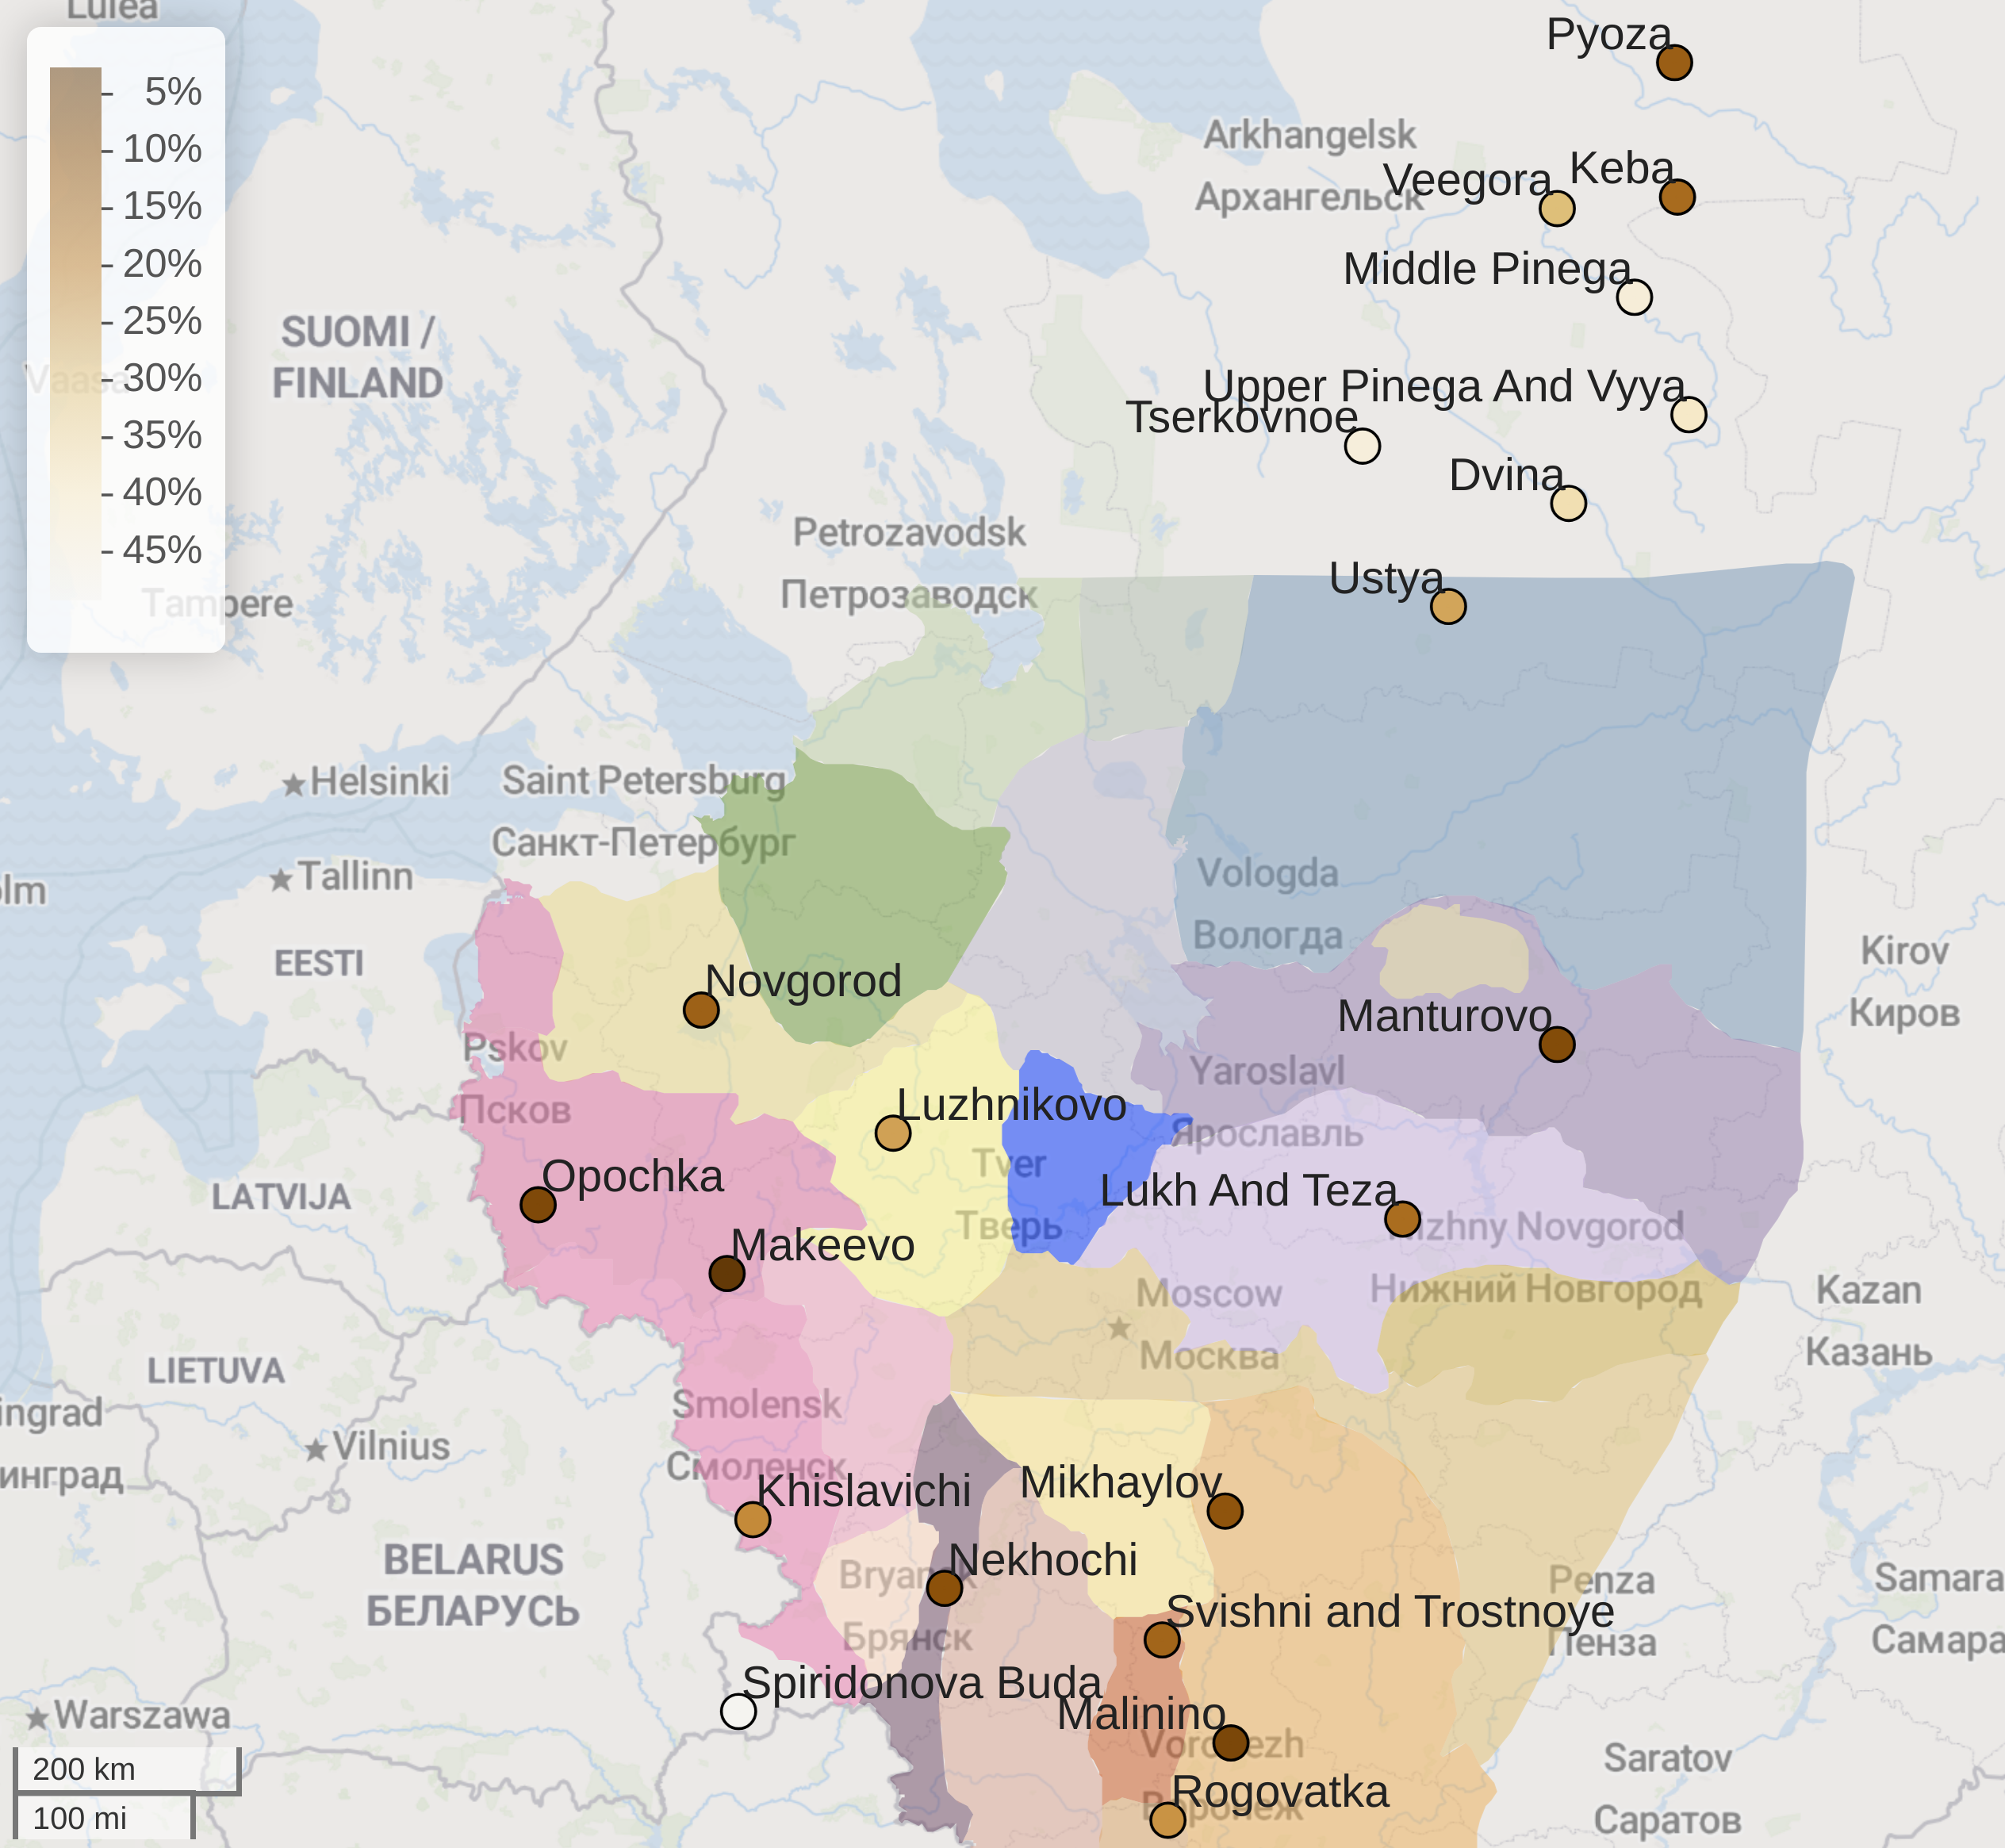 Lulea
Pyoza
5%
10%
15%
20%
25%
30%
35%
40%
45%
Arkhangelsk
Архангельск
Veegora
Keba
Middle Pinega
SUOMI /
FINLAND
Vaasa
Upper Pinega And Vyya
Tserkovnoe
Dvina
Petrozavodsk
Петрозаводск
Ustya
Tampere
Helsinki
Saint Petersburg
Санкт-Петербург
Tallinn
olm
EESTI
Vologda
Вологда
Kirov
Киров
Novgorod
Manturovo
Pskov
Псков
Yaroslavl
Ярославль
Luzhnikovo
Tver
Тверь
Opochka
LATVIJA
Lukh And Teza
Nizhny Novgorod
Нижний Новгород
Makeevo
Moscow
Москва
Kazan
Казань
LIETUVA
ingrad
инград
Vilnius
Smolensk
Смоленск
Khislavichi
Mikhaylov
BELARUS
БЕЛАРУСЬ
Bryansk
Брянск
Nekhochi
Penza
Пенза
Samara
Самара
Svishni and Trostnoye
Spiridonova Buda
Malinino
Voronezh
Воронеж
Warszawa
Rogovatka
Saratov
Саратов
200 km
100 mi